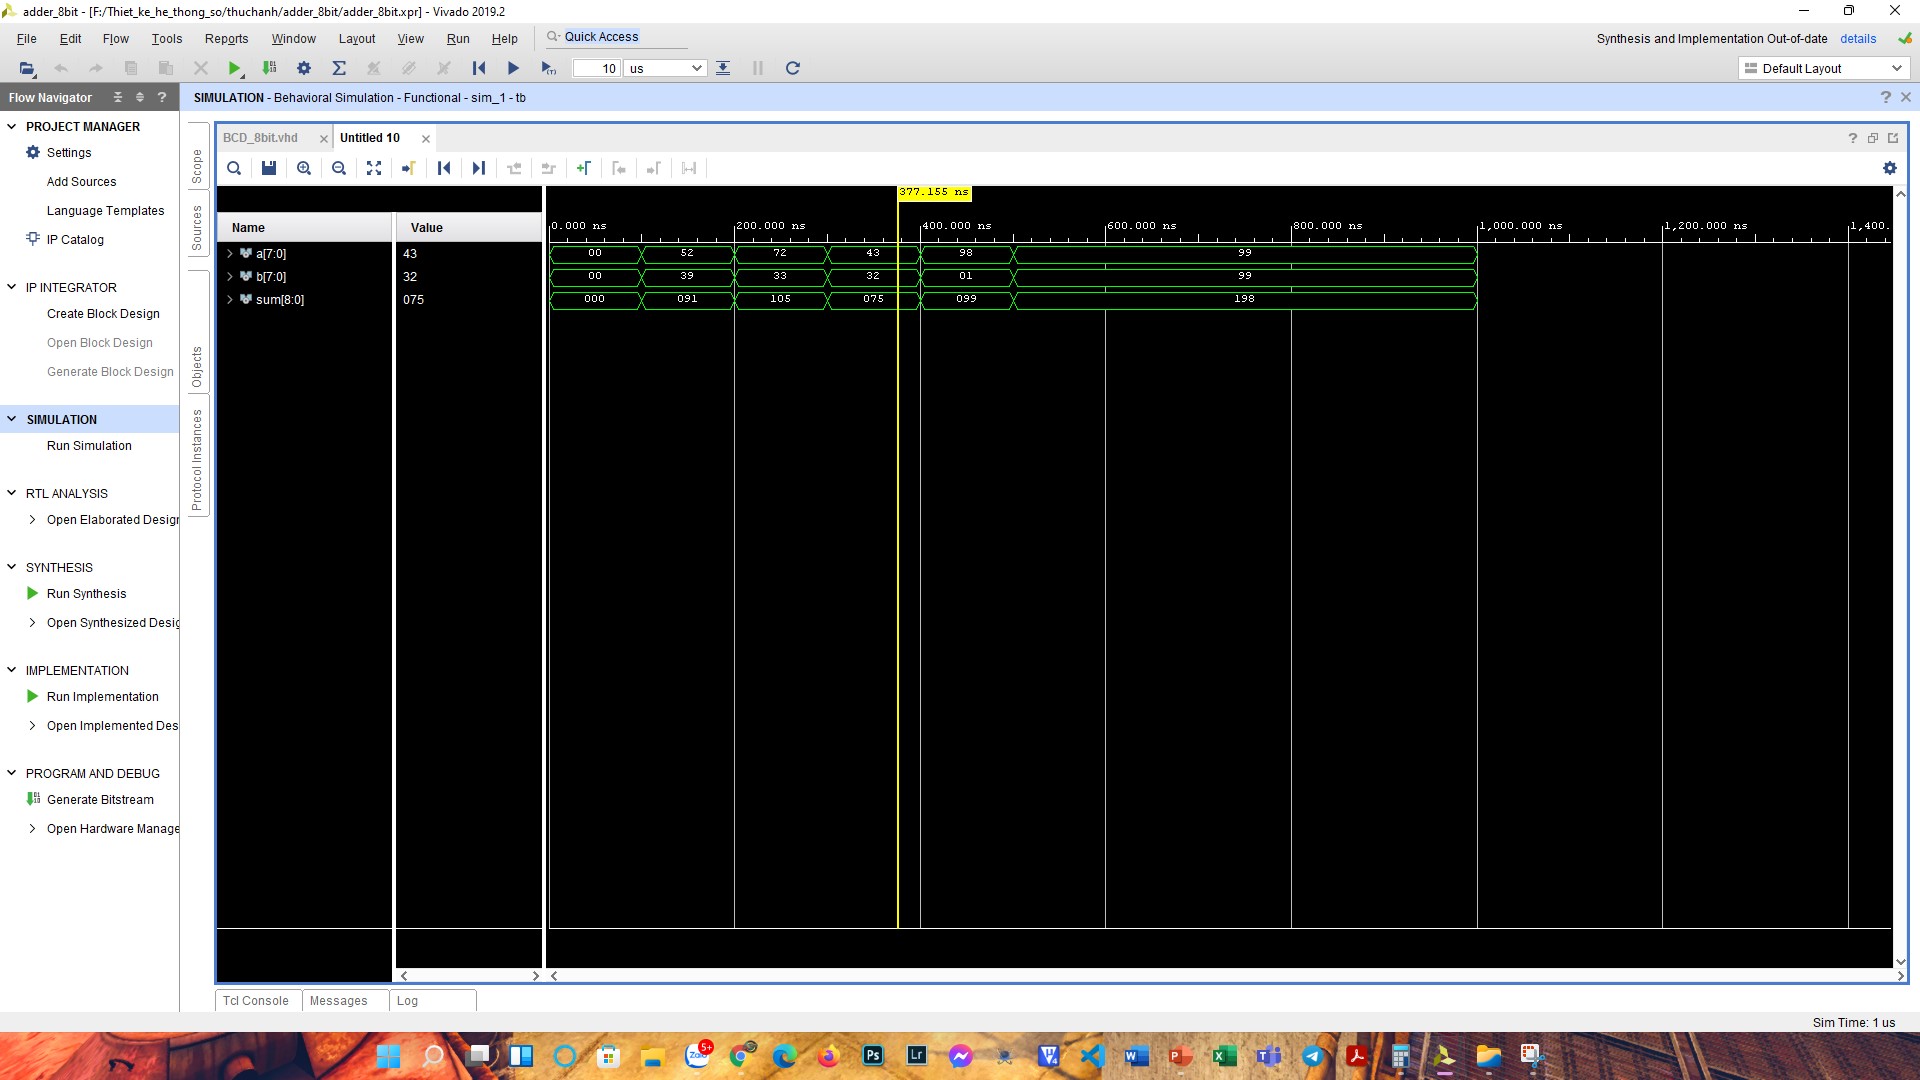 adder_8bit - [F:/Thiet_ke_he_thong_so/thuchanh/adder_8bit/adder_8bit.xpr] - Vivado 2019.2
File Edit Flow Tools Reports Window Layout View Run Help Quick Access
Synthesis and Implementation Out-of-date details
10 us
Default Layout
Flow Navigator
SIMULATION - Behavioral Simulation - Functional - sim_1 - tb
PROJECT MANAGER
Settings
Add Sources
Language Templates
IP Catalog
IP INTEGRATOR
Create Block Design
Open Block Design
Generate Block Design
SIMULATION
Run Simulation
RTL ANALYSIS
Open Elaborated Design
SYNTHESIS
Run Synthesis
Open Synthesized Desig
IMPLEMENTATION
Run Implementation
Open Implemented Des
PROGRAM AND DEBUG
Generate Bitstream
Open Hardware Manage
Scope
Sources
Objects
Protocol Instances
BCD_8bit.vhd
Untitled 10
377.155 ns
Name Value
0.000 ns 200.000 ns 400.000 ns 600.000 ns 800.000 ns 1,000.000 ns 1,200.000 ns 1,400.
a[7:0] 43 00 52 72 43 98 99
b[7:0] 32 00 39 33 32 01 99
sum[8:0] 075 000 091 105 075 099 198
Tcl Console Messages Log
Sim Time: 1 us
Zalo
5+
Ps
Lr